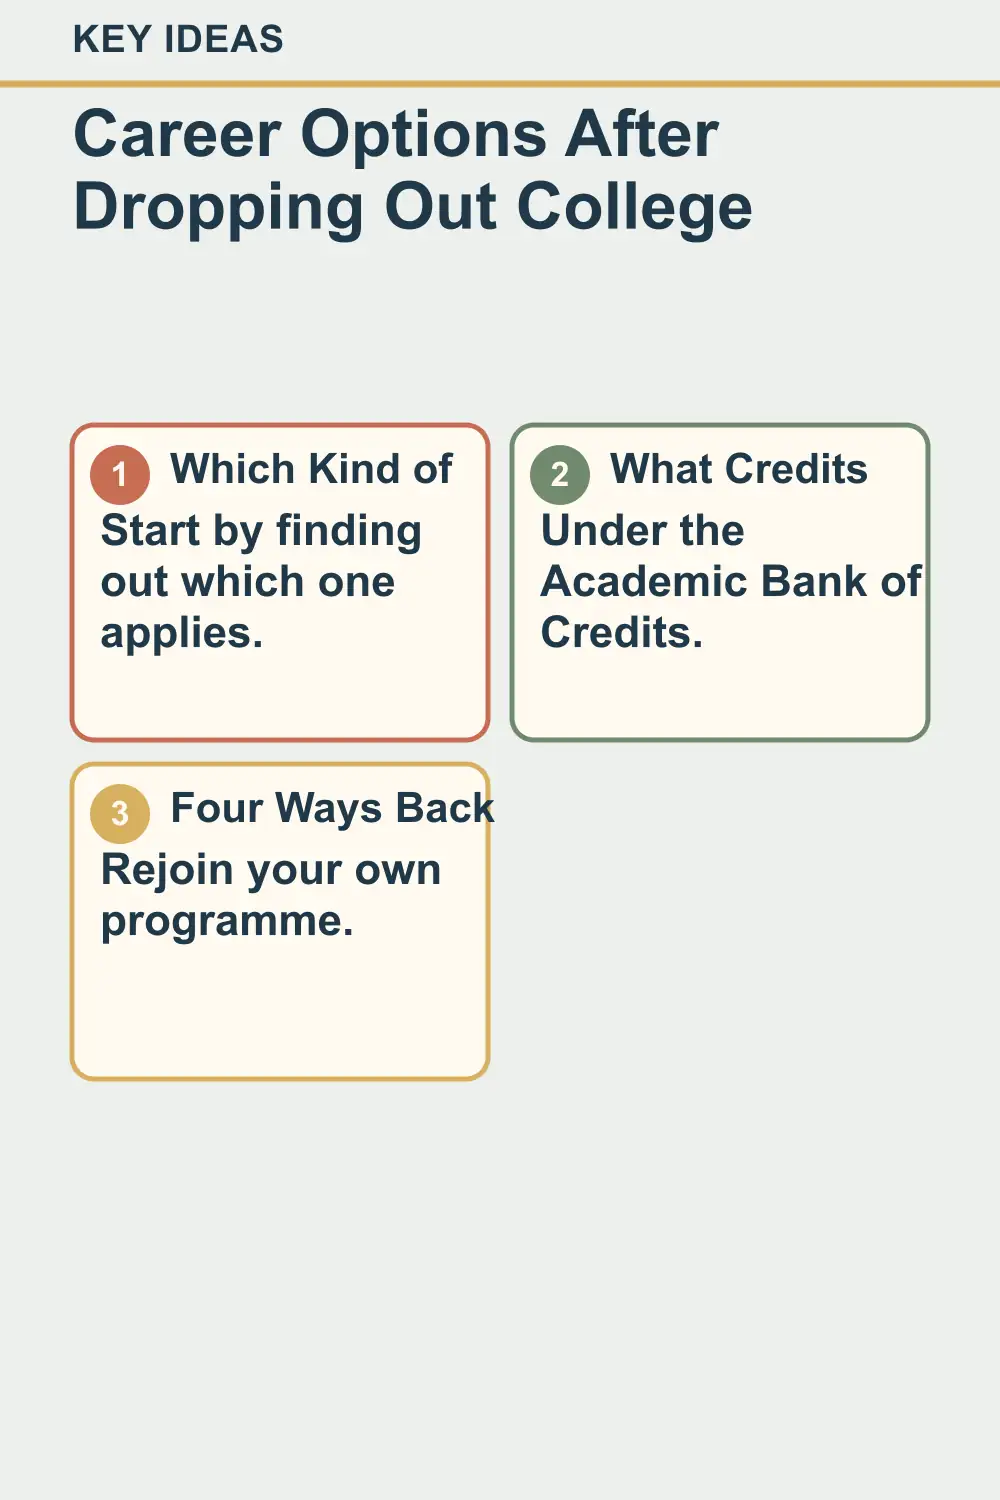 KEY IDEAS
Career Options After
Dropping Out College
1 Which Kind of
Start by finding
out which one
applies.
2 What Credits
Under the
Academic Bank of
Credits.
3 Four Ways Back
Rejoin your own
programme.